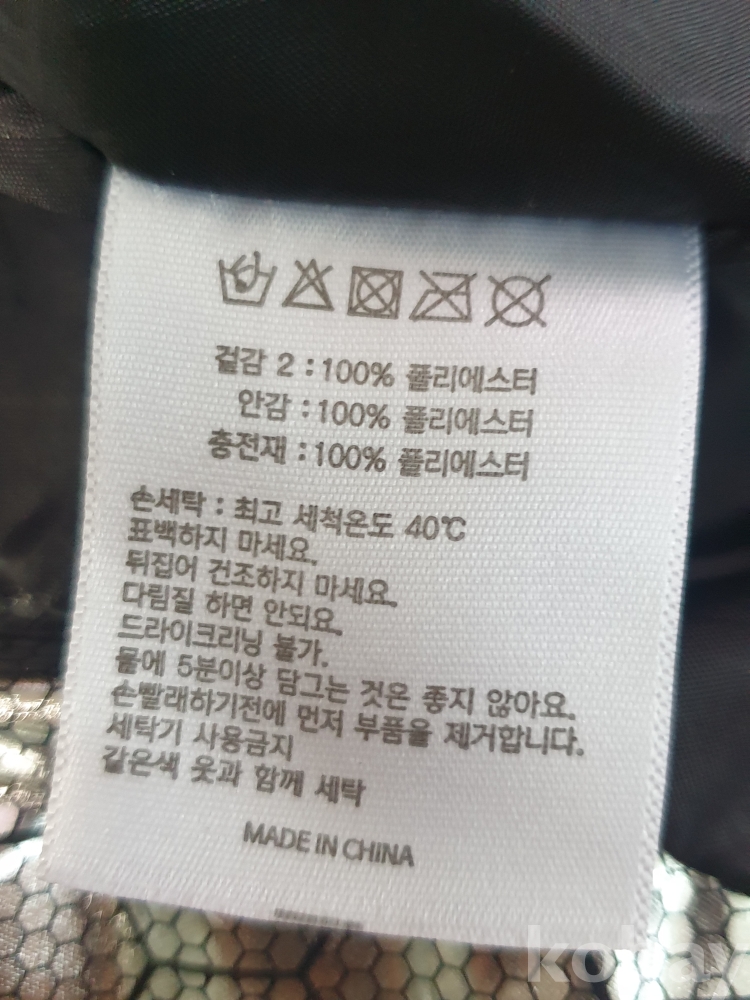 겉감 2 : 100% 폴리에스터
안감 : 100% 폴리에스터
충전재 : 100% 폴리에스터
손세탁 : 최고 세척온도 40℃
표백하지 마세요.
뒤집어 건조하지 마세요.
다림질 하면 안되요.
드라이크리닝 불가.
물에 5분이상 담그는 것은 좋지 않아요.
손빨래하기전에 먼저 부품을 제거합니다.
세탁기 사용금지
같은색 옷과 함께 세탁
MADE IN CHINA
kobay